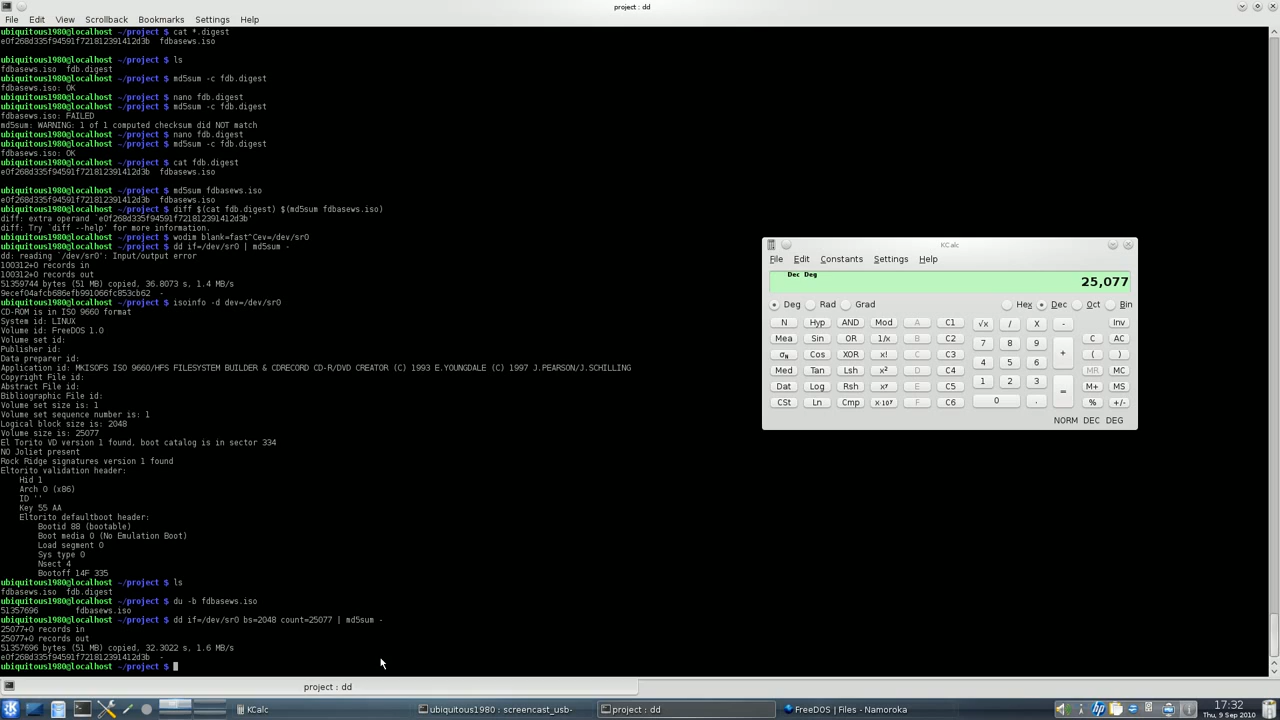 project : dd
File Edit View Scrollback Bookmarks Settings Help
ubiquitous1980@localhost ~/project $ cat *.digest
e0f268d335f94591f721812391412d3b  fdbasews.iso
ubiquitous1980@localhost ~/project $ ls
fdbasews.iso  fdb.digest
ubiquitous1980@localhost ~/project $ md5sum -c fdb.digest
fdbasews.iso: OK
ubiquitous1980@localhost ~/project $ nano fdb.digest
ubiquitous1980@localhost ~/project $ md5sum -c fdb.digest
fdbasews.iso: FAILED
md5sum: WARNING: 1 of 1 computed checksum did NOT match
ubiquitous1980@localhost ~/project $ nano fdb.digest
ubiquitous1980@localhost ~/project $ md5sum -c fdb.digest
fdbasews.iso: OK
ubiquitous1980@localhost ~/project $ cat fdb.digest
e0f268d335f94591f721812391412d3b  fdbasews.iso
ubiquitous1980@localhost ~/project $ md5sum fdbasews.iso
e0f268d335f94591f721812391412d3b  fdbasews.iso
ubiquitous1980@localhost ~/project $ diff $(cat fdb.digest) $(md5sum fdbasews.iso)
diff: extra operand `e0f268d335f94591f721812391412d3b'
diff: Try `diff --help' for more information.
ubiquitous1980@localhost ~/project $ wodim blank=fast^Cev=/dev/sr0
ubiquitous1980@localhost ~/project $ dd if=/dev/sr0 | md5sum -
dd: reading `/dev/sr0': Input/output error
100312+0 records in
100312+0 records out
51359744 bytes (51 MB) copied, 36.8073 s, 1.4 MB/s
9ecef04afcb686efb991066fc853cb62  -
ubiquitous1980@localhost ~/project $ isoinfo -d dev=/dev/sr0
CD-ROM is in ISO 9660 format
System id: LINUX
Volume id: FreeDOS 1.0
Volume set id:
Publisher id:
Data preparer id:
Application id: MKISOFS ISO 9660/HFS FILESYSTEM BUILDER & CDRECORD CD-R/DVD CREATOR (C) 1993 E.YOUNGDALE (C) 1997 J.PEARSON/J.SCHILLING
Copyright File id:
Abstract File id:
Bibliographic File id:
Volume set size is: 1
Volume set sequence number is: 1
Logical block size is: 2048
Volume size is: 25077
El Torito VD version 1 found, boot catalog is in sector 334
NO Joliet present
Rock Ridge signatures version 1 found
Eltorito validation header:
Hid 1
Arch 0 (x86)
ID ''
Key 55 AA
Eltorito defaultboot header:
Bootid 88 (bootable)
Boot media 0 (No Emulation Boot)
Load segment 0
Sys type 0
Nsect 4
Bootoff 14F 335
ubiquitous1980@localhost ~/project $ ls
fdbasews.iso  fdb.digest
ubiquitous1980@localhost ~/project $ du -b fdbasews.iso
51357696        fdbasews.iso
ubiquitous1980@localhost ~/project $ dd if=/dev/sr0 bs=2048 count=25077 | md5sum -
25077+0 records in
25077+0 records out
51357696 bytes (51 MB) copied, 32.3022 s, 1.6 MB/s
e0f268d335f94591f721812391412d3b  -
ubiquitous1980@localhost ~/project $
KCalc
File Edit Constants Settings Help
Dec Deg
25,077
Deg Rad Grad Hex Dec Oct Bin
N Hyp AND Mod A C1 √x / X - Inv
Mea Sin OR 1/x B C2 7 8 9 + C AC
σN Cos XOR x! C C3 4 5 6 ( )
Med Tan Lsh x² D C4 MR MC
Dat Log Rsh xʸ E C5 1 2 3 = M+ MS
CSt Ln Cmp x·10ʸ F C6 0 . % +/-
NORM DEC DEG
project : dd
KCalc
ubiquitous1980 : screencast_usb-
project : dd
FreeDOS | Files - Namoroka
17:32
Thu, 9 Sep 2010